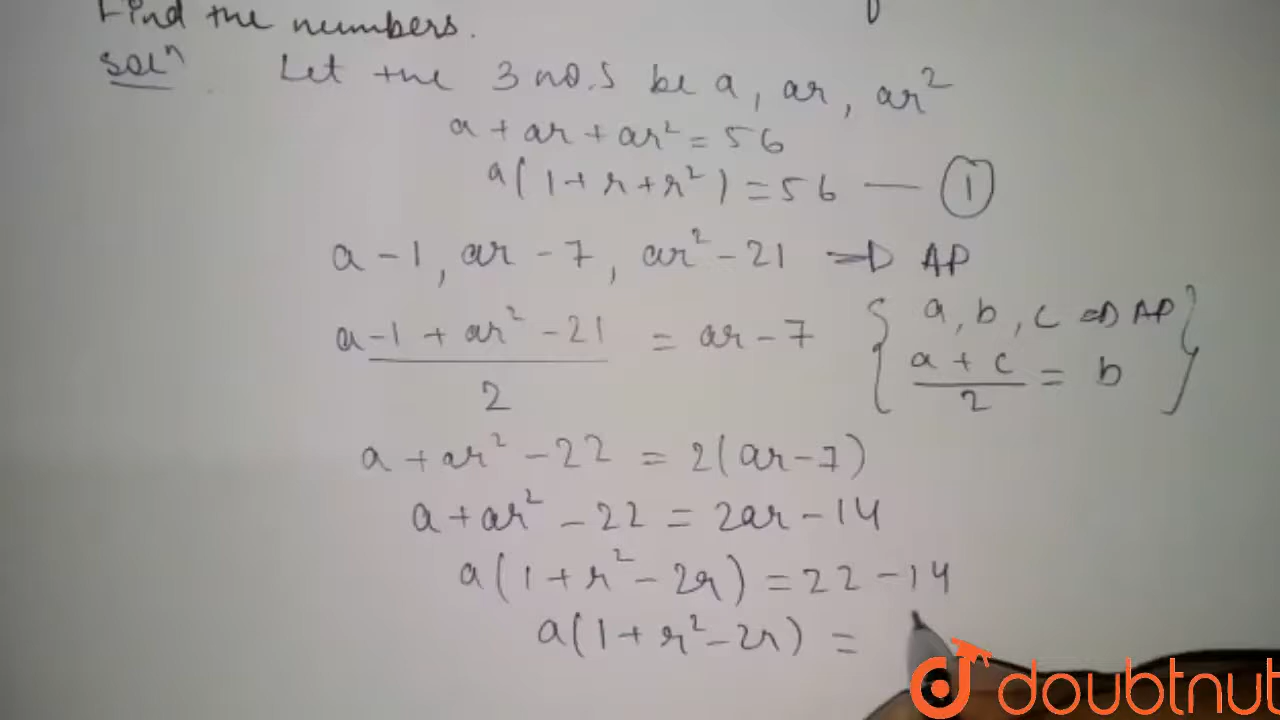 Find the numbers.
Solⁿ Let the 3 no.s be a, ar, ar²
a + ar + ar² = 56
a(1 + r + r²) = 56 — ①
a - 1, ar - 7, ar² - 21 ⇒ AP
a - 1 + ar² - 21 / 2 = ar - 7 { a, b, c ⇒ AP
a + c / 2 = b }
a + ar² - 22 = 2(ar - 7)
a + ar² - 22 = 2ar - 14
a(1 + r² - 2r) = 22 - 14
a(1 + r² - 2r) =
doubtnut